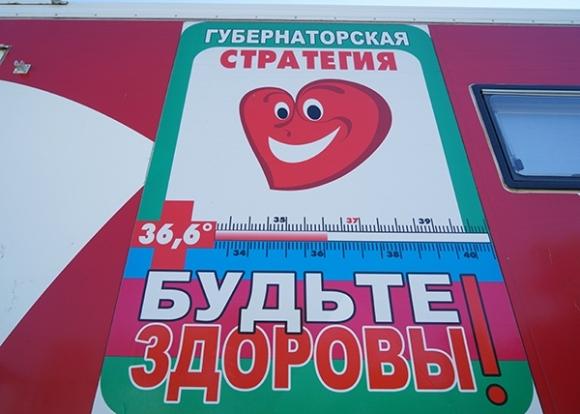 ГУБЕРНАТОРСКАЯ
СТРАТЕГИЯ
35 37 39
36,6°
34 36 38 40
БУДЬТЕ
ЗДОРОВЫ!